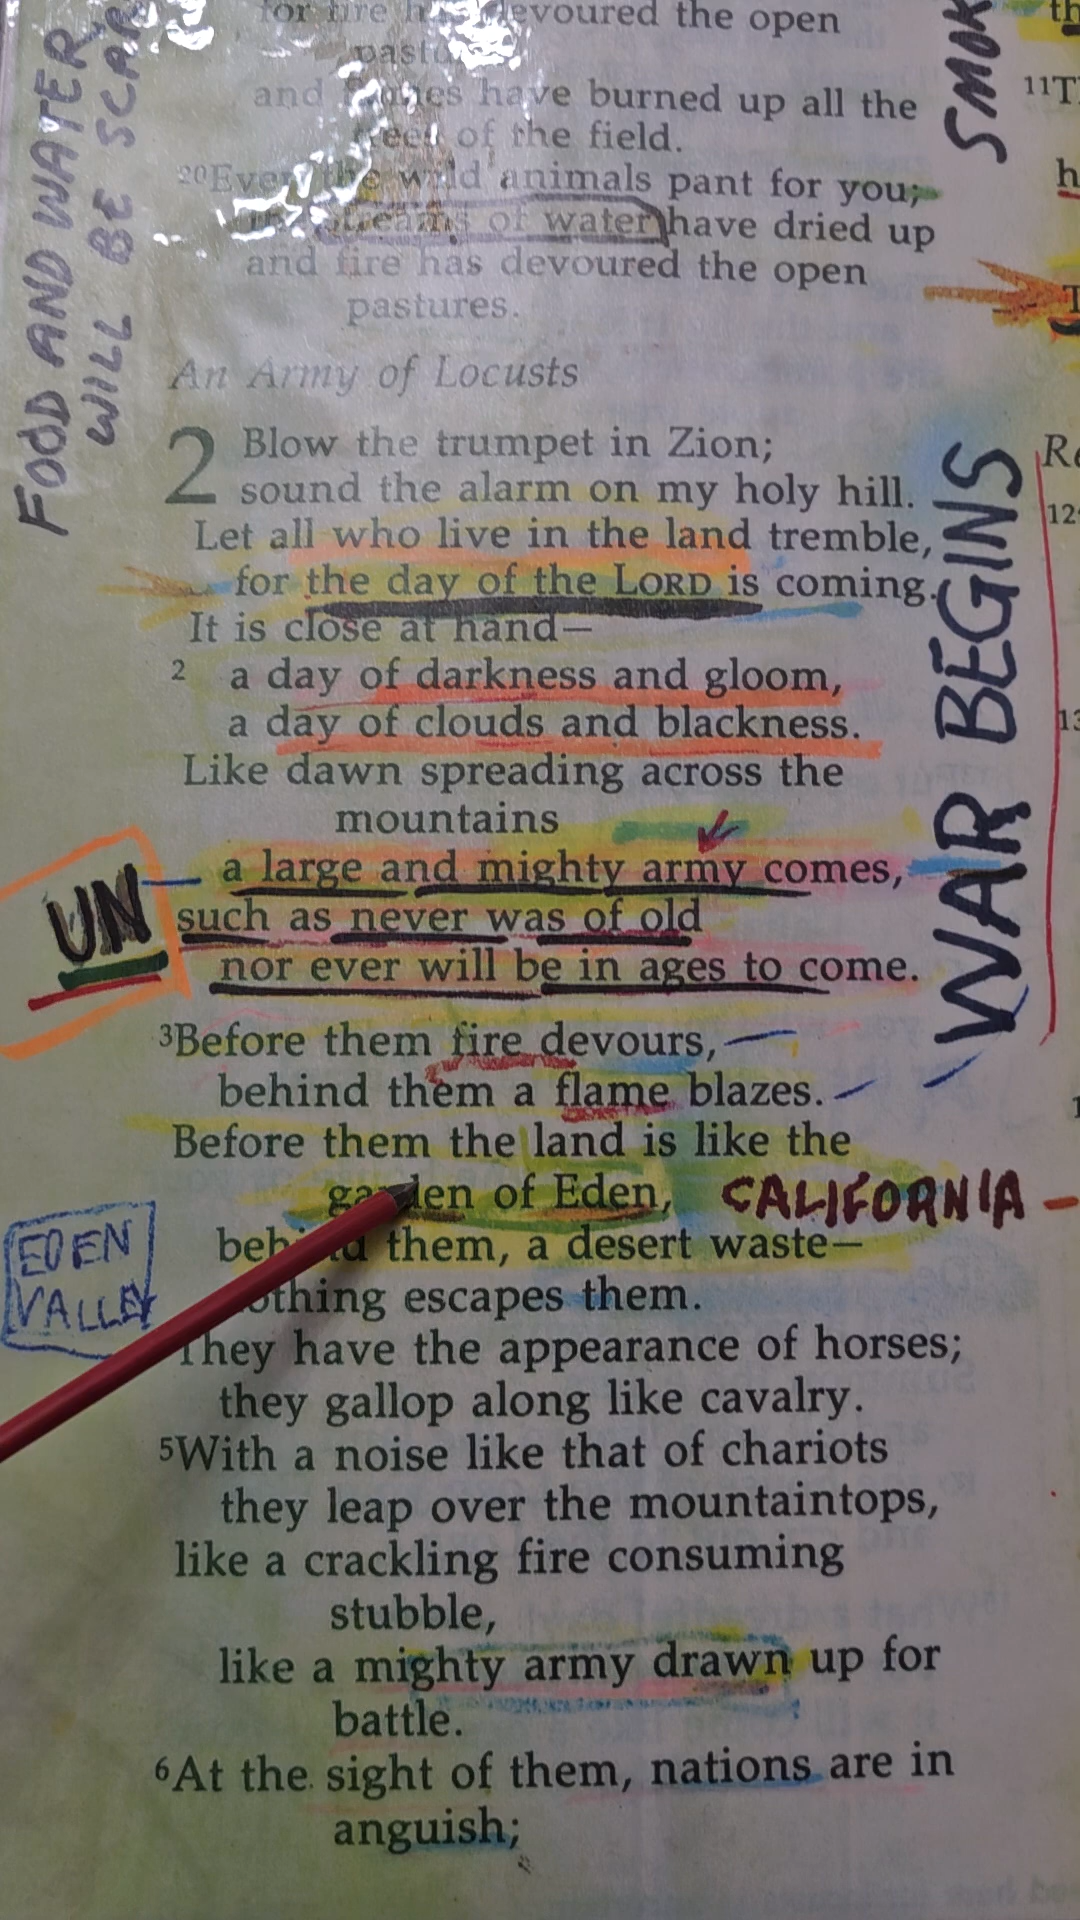 FOOD AND WATER
WILL BE
for fire devoured the open
and have burned up all the
of the field.
20Even the wild animals pant for you;
streams of water have dried up
and fire has devoured the open
pastures.
An Army of Locusts
2 Blow the trumpet in Zion;
sound the alarm on my holy hill.
Let all who live in the land tremble,
for the day of the LORD is coming.
It is close at hand—
2 a day of darkness and gloom,
a day of clouds and blackness.
Like dawn spreading across the
mountains
a large and mighty army comes,
UN
such as never was of old
nor ever will be in ages to come.
WAR BEGINS
3Before them fire devours,
behind them a flame blazes.
Before them the land is like the
garden of Eden,
CALIFORNIA
EDEN
VALLEY
behind them, a desert waste—
nothing escapes them.
They have the appearance of horses;
they gallop along like cavalry.
5With a noise like that of chariots
they leap over the mountaintops,
like a crackling fire consuming
stubble,
like a mighty army drawn up for
battle.
6At the sight of them, nations are in
anguish;
11T
h
T
12
13